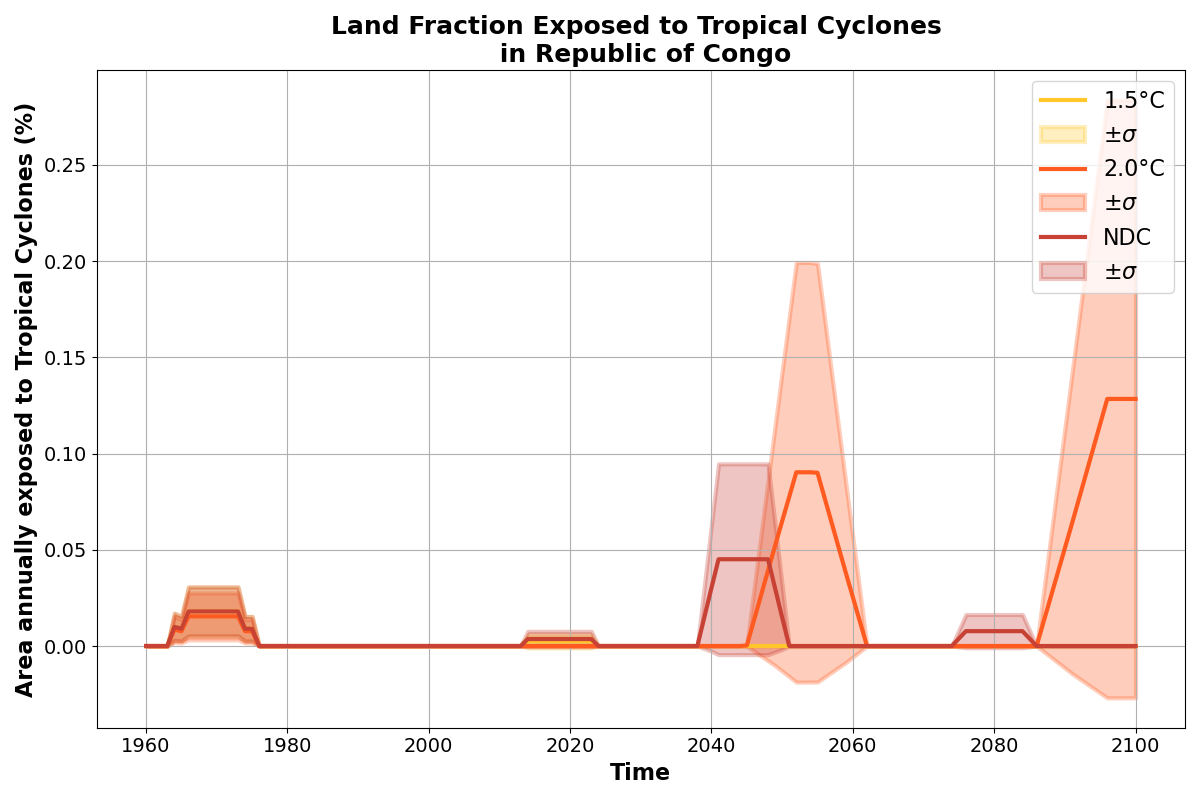 Land Fraction Exposed to Tropical Cyclones
in Republic of Congo
Area annually exposed to Tropical Cyclones (%)
0.25
0.20
0.15
0.10
0.05
0.00
1960
1980
2000
2020
2040
2060
2080
2100
Time
1.5°C
±σ
2.0°C
±σ
NDC
±σ